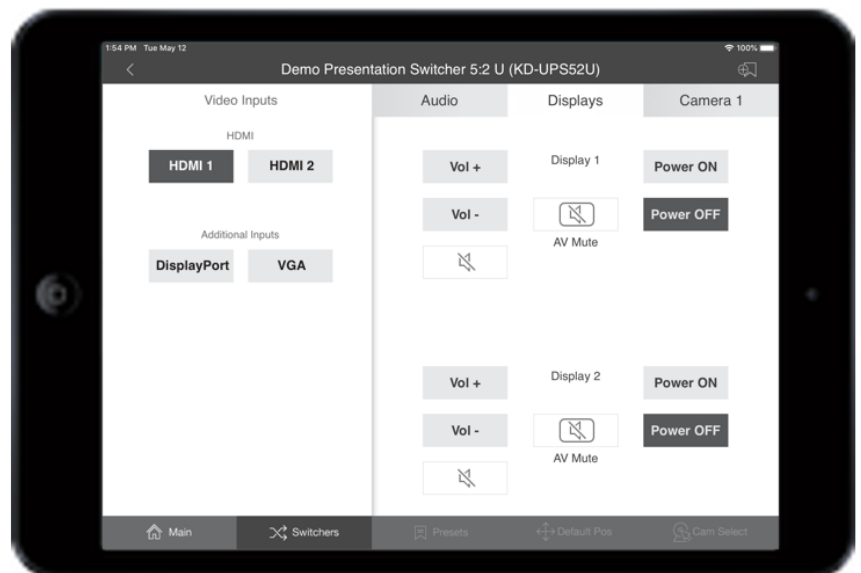 1:54 PM Tue May 12
100%
Demo Presentation Switcher 5:2 U (KD-UPS52U)
Video Inputs
Audio
Displays
Camera 1
HDMI
HDMI 1
HDMI 2
Additional Inputs
DisplayPort
VGA
Vol +
Display 1
Power ON
Vol -
Power OFF
AV Mute
Vol +
Display 2
Power ON
Vol -
Power OFF
AV Mute
Main
Switchers
Presets
Default Pos
Cam Select